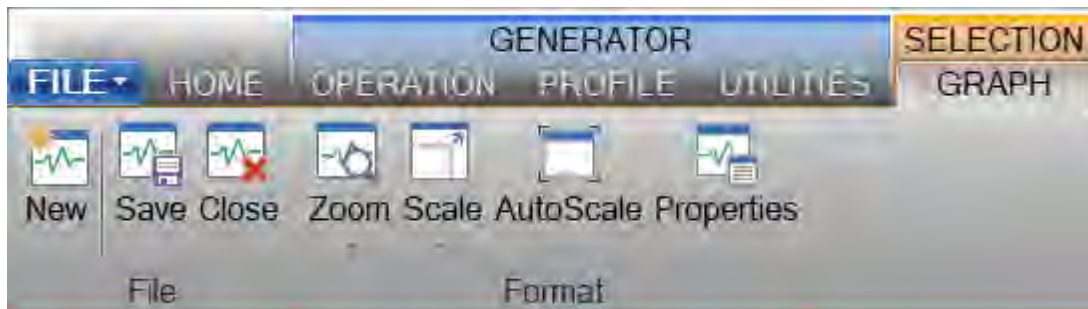 GENERATOR SELECTION
FILE HOME OPERATION PROFILE UTILITIES GRAPH
New Save Close Zoom Scale AutoScale Properties
File Format